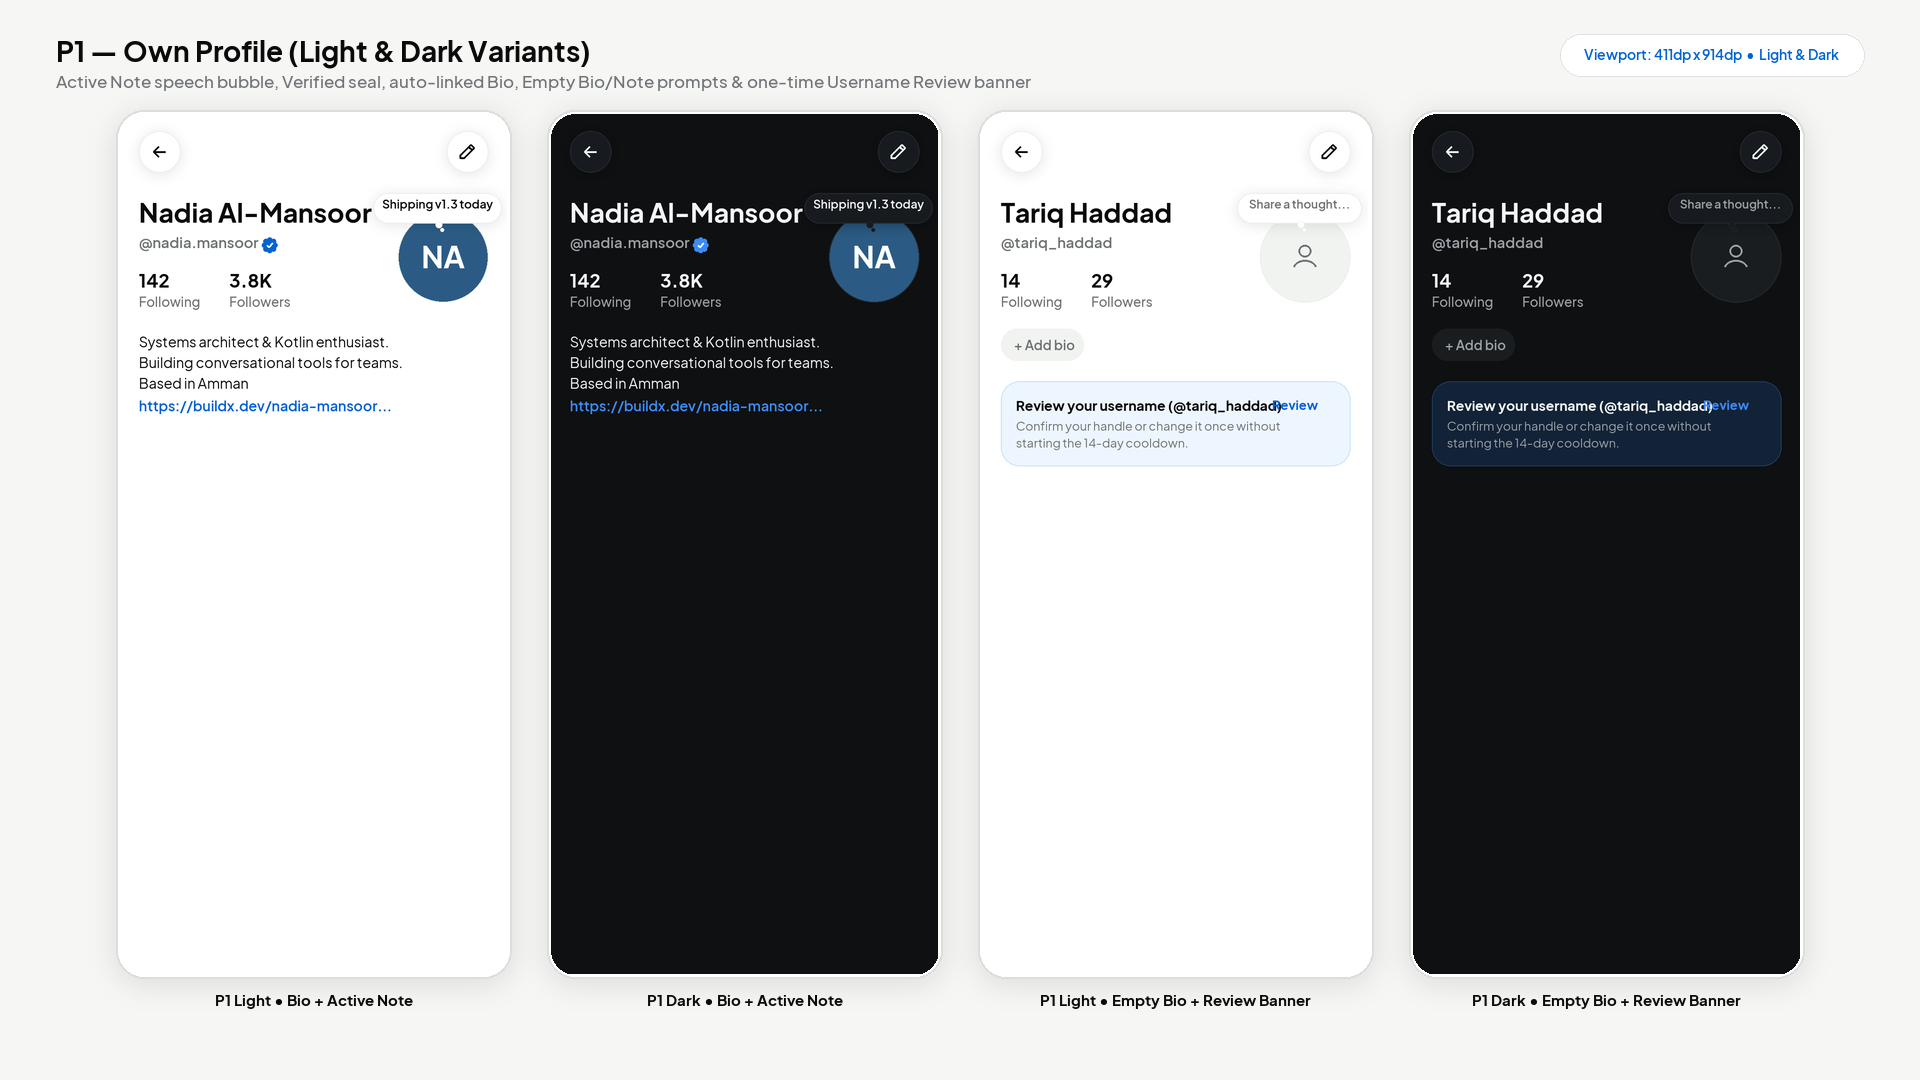 P1 — Own Profile (Light & Dark Variants)
Active Note speech bubble, Verified seal, auto-linked Bio, Empty Bio/Note prompts & one-time Username Review banner
Viewport: 411dp x 914dp • Light & Dark
Nadia Al-Mansoor
Shipping v1.3 today
@nadia.mansoor
NA
142
3.8K
Following
Followers
Systems architect & Kotlin enthusiast.
Building conversational tools for teams.
Based in Amman
https://buildx.dev/nadia-mansoor...
P1 Light • Bio + Active Note
Nadia Al-Mansoor
Shipping v1.3 today
@nadia.mansoor
NA
142
3.8K
Following
Followers
Systems architect & Kotlin enthusiast.
Building conversational tools for teams.
Based in Amman
https://buildx.dev/nadia-mansoor...
P1 Dark • Bio + Active Note
Tariq Haddad
Share a thought...
@tariq_haddad
14
29
Following
Followers
+ Add bio
Review your username (@tariq_haddad)
Review
Confirm your handle or change it once without
starting the 14-day cooldown.
P1 Light • Empty Bio + Review Banner
Tariq Haddad
Share a thought...
@tariq_haddad
14
29
Following
Followers
+ Add bio
Review your username (@tariq_haddad)
Review
Confirm your handle or change it once without
starting the 14-day cooldown.
P1 Dark • Empty Bio + Review Banner